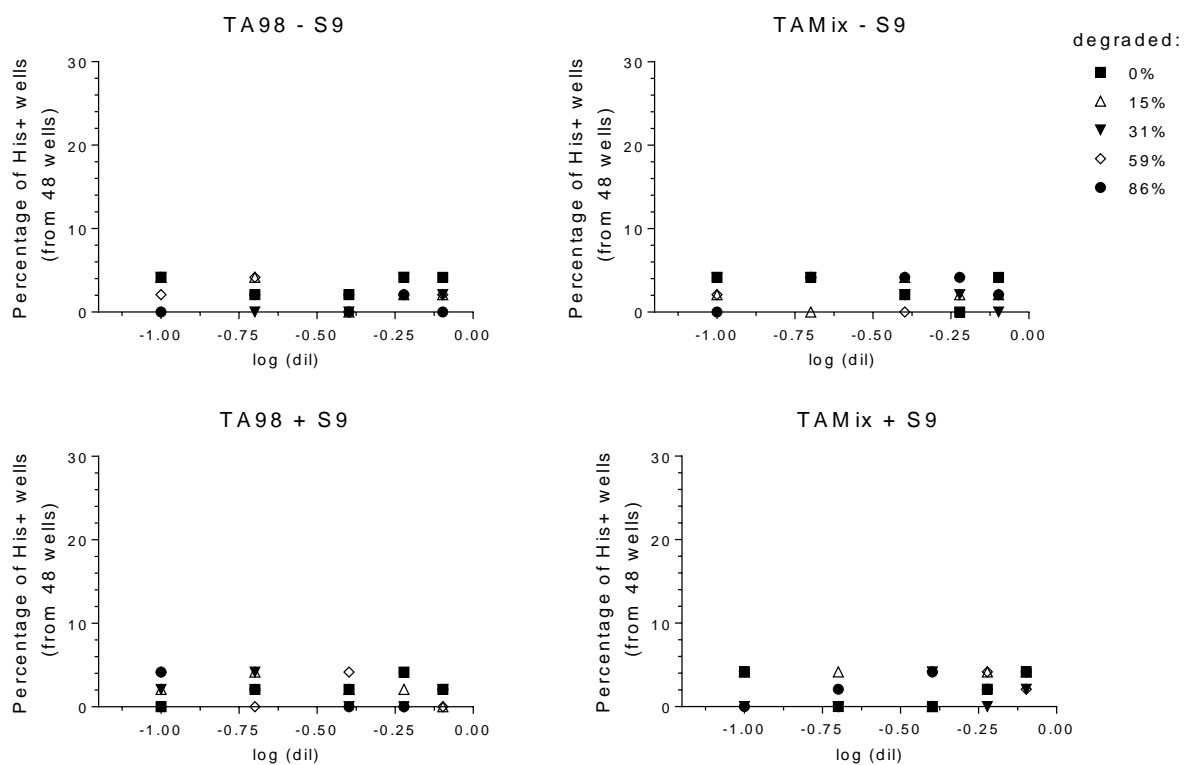 TA98 - S9
Percentage of His+ wells
(from 48 wells)
30
20
10
0
-1.00 -0.75 -0.50 -0.25 0.00
log (dil)
TAMix - S9
Percentage of His+ wells
(from 48 wells)
30
20
10
0
-1.00 -0.75 -0.50 -0.25 0.00
log (dil)
degraded:
0%
15%
31%
59%
86%
TA98 + S9
Percentage of His+ wells
(from 48 wells)
30
20
10
0
-1.00 -0.75 -0.50 -0.25 0.00
log (dil)
TAMix + S9
Percentage of His+ wells
(from 48 wells)
30
20
10
0
-1.00 -0.75 -0.50 -0.25 0.00
log (dil)